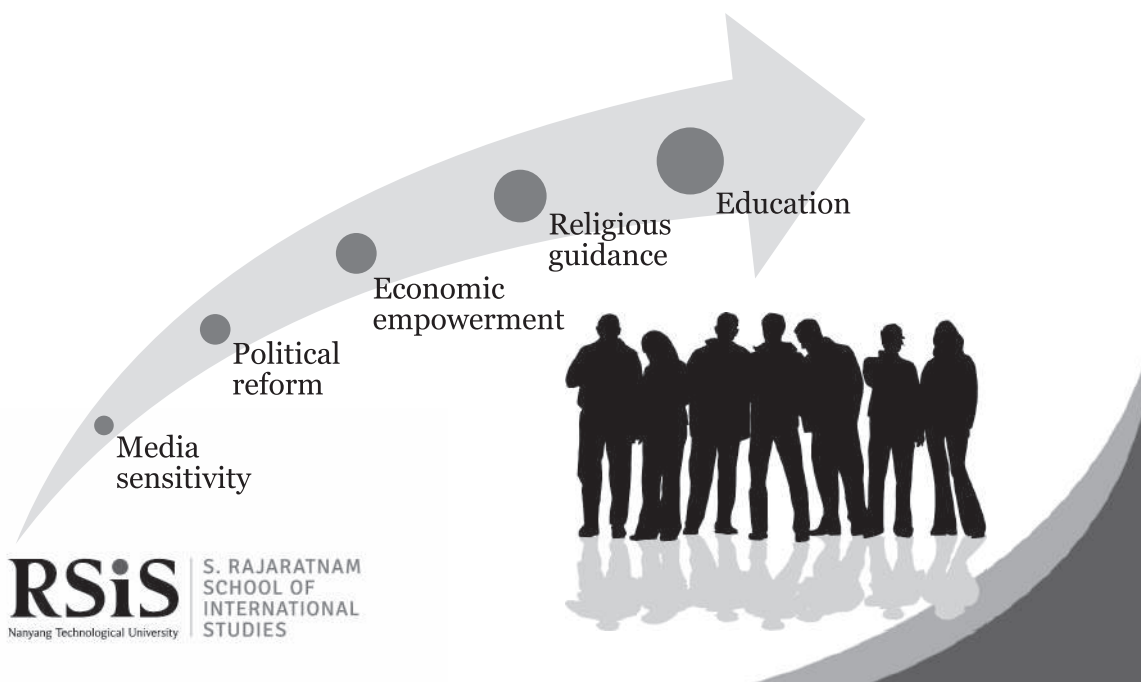 Education
Religious
guidance
Economic
empowerment
Political
reform
Media
sensitivity
RSiS
Nanyang Technological University
S. RAJARATNAM
SCHOOL OF
INTERNATIONAL
STUDIES